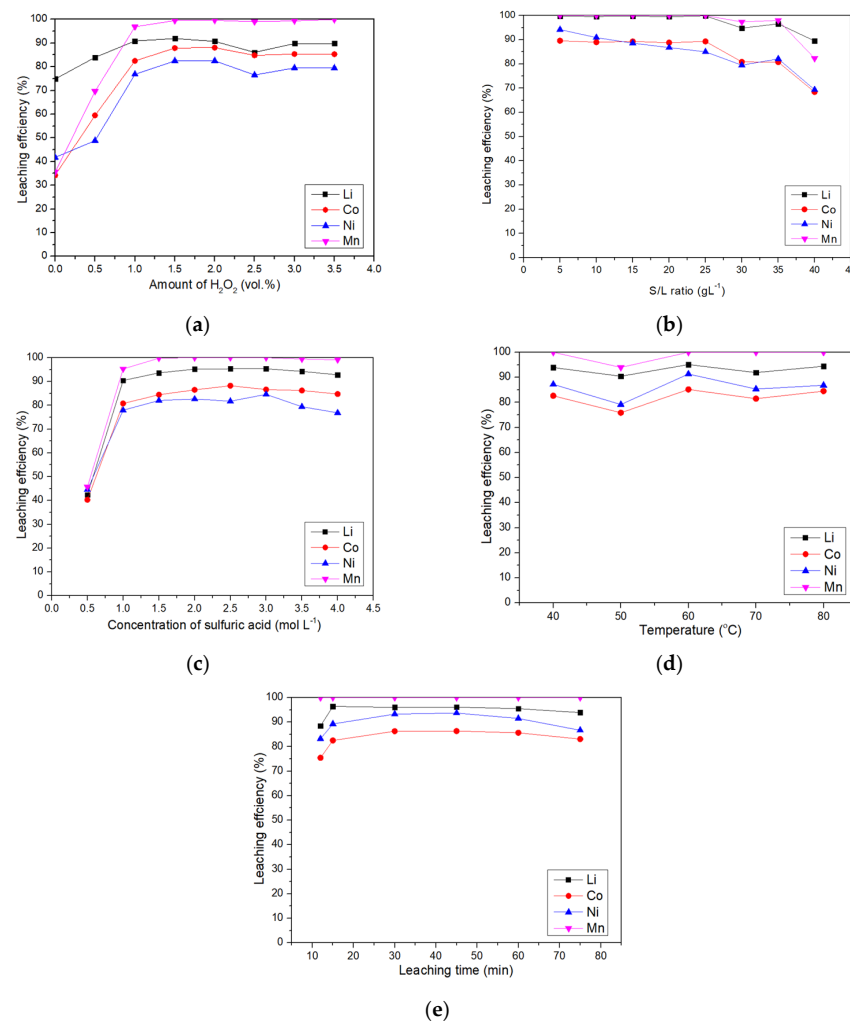 Leaching effciency (%)
100
90
80
70
60
50
40
30
20
10
0
0.0 0.5 1.0 1.5 2.0 2.5 3.0 3.5 4.0
Amount of H2O2 (vol.%)
Li
Co
Ni
Mn
(a)
Leaching effciency (%)
100
90
80
70
60
50
40
30
20
10
0
0 5 10 15 20 25 30 35 40
S/L ratio (gL-1)
Li
Co
Ni
Mn
(b)
Leaching effciency (%)
100
90
80
70
60
50
40
30
20
10
0
0.0 0.5 1.0 1.5 2.0 2.5 3.0 3.5 4.0 4.5
Concentration of sulfuric acid (mol L-1)
Li
Co
Ni
Mn
(c)
Leaching effciency (%)
100
90
80
70
60
50
40
30
20
10
0
40 50 60 70 80
Temperature (°C)
Li
Co
Ni
Mn
(d)
Leaching effciency (%)
100
90
80
70
60
50
40
30
20
10
0
10 20 30 40 50 60 70 80
Leaching time (min)
Li
Co
Ni
Mn
(e)